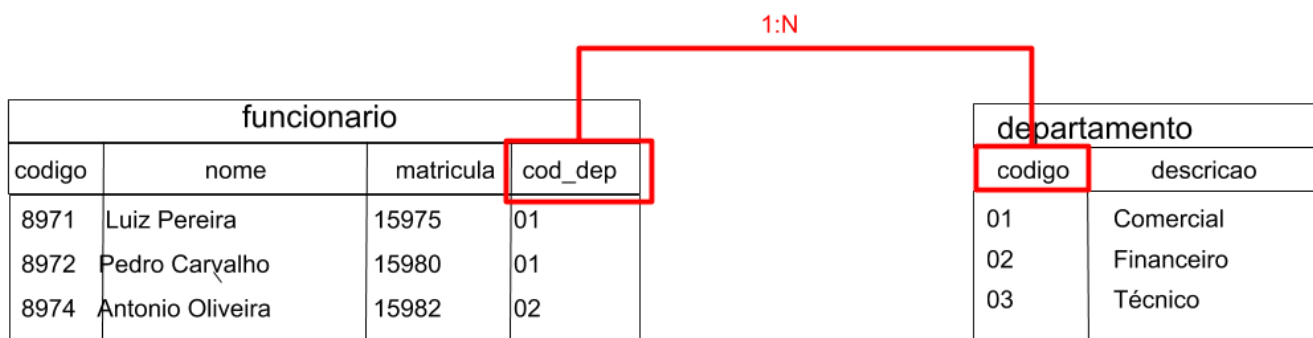 1:N
funcionario
codigo nome matricula cod_dep
8971 Luiz Pereira 15975 01
8972 Pedro Carvalho 15980 01
8974 Antonio Oliveira 15982 02
departamento
codigo descricao
01 Comercial
02 Financeiro
03 Técnico